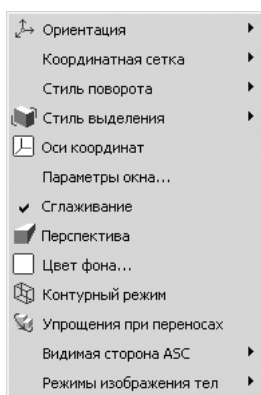 Ориентация
Координатная сетка
Стиль поворота
Стиль выделения
Оси координат
Параметры окна...
Сглаживание
Перспектива
Цвет фона...
Контурный режим
Упрощения при переносах
Видимая сторона ASC
Режимы изображения тел